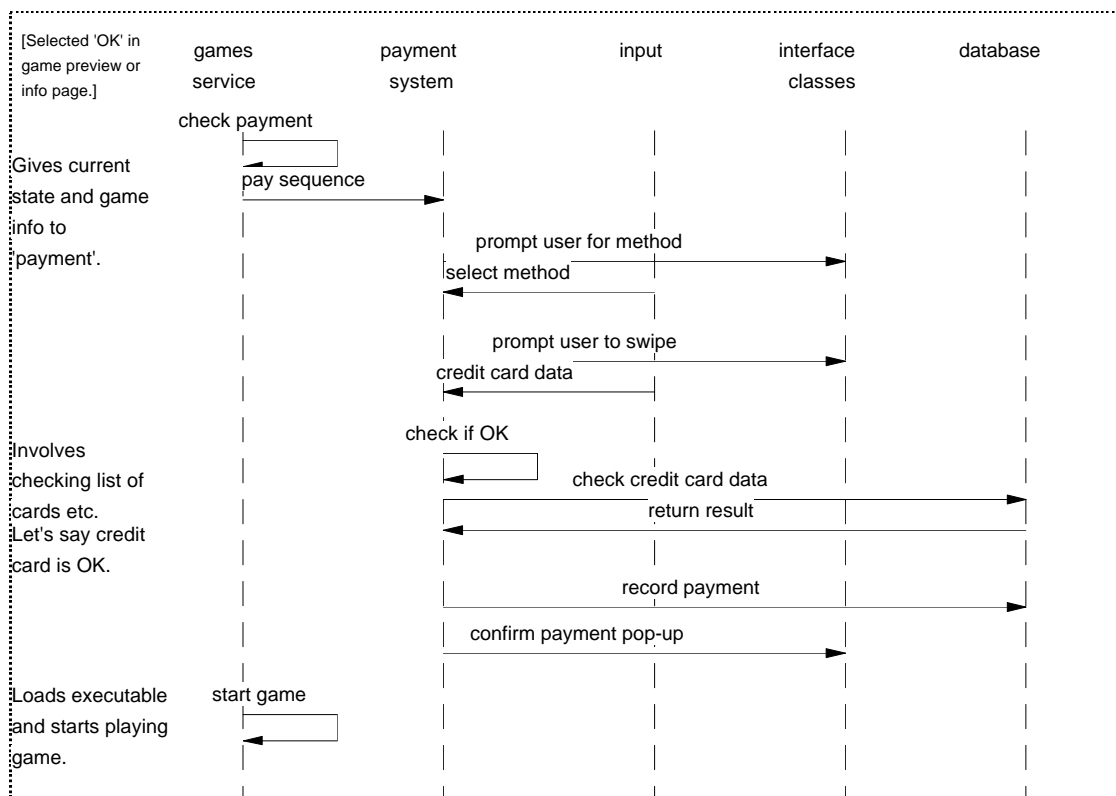 [Selected 'OK' in
game preview or
info page.]
games
service
payment
system
input
interface
classes
database
check payment
Gives current
state and game
info to
'payment'.
pay sequence
prompt user for method
select method
prompt user to swipe
credit card data
check if OK
Involves
checking list of
cards etc.
check credit card data
return result
Let's say credit
card is OK.
record payment
confirm payment pop-up
Loads executable
and starts playing
game.
start game